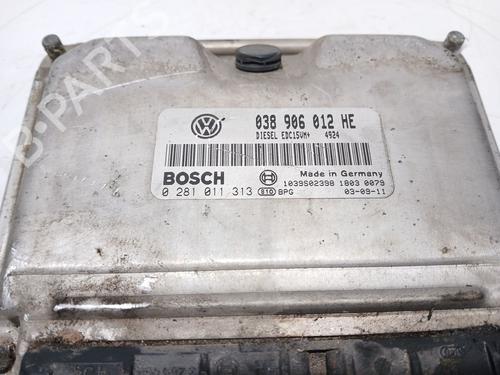 038 906 012 HE
DIESEL EDC15VM+ 4924
BOSCH
Made in Germany
0 281 011 313 BPG
1039S02398 1803 0079
03-09-11
B-PARTS